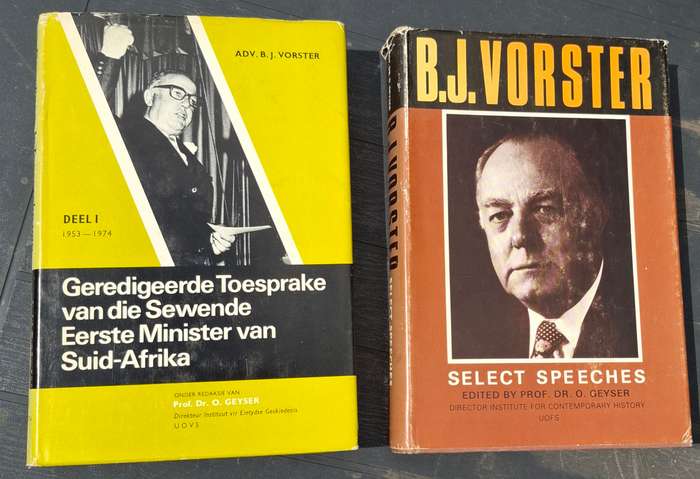 ADV. B. J. VORSTER
DEEL I
1953 — 1974
Geredigeerde Toesprake
van die Sewende
Eerste Minister van
Suid-Afrika
ONDER REDAKSIE VAN
Prof. Dr. O. GEYSER
Direkteur Instituut vir Eietydse Geskiedenis
U O V S
B.J. VORSTER
B.J. VORSTER
SELECT SPEECHES
SELECT SPEECHES
EDITED BY PROF. DR. O. GEYSER
DIRECTOR INSTITUTE FOR CONTEMPORARY HISTORY
UOFS